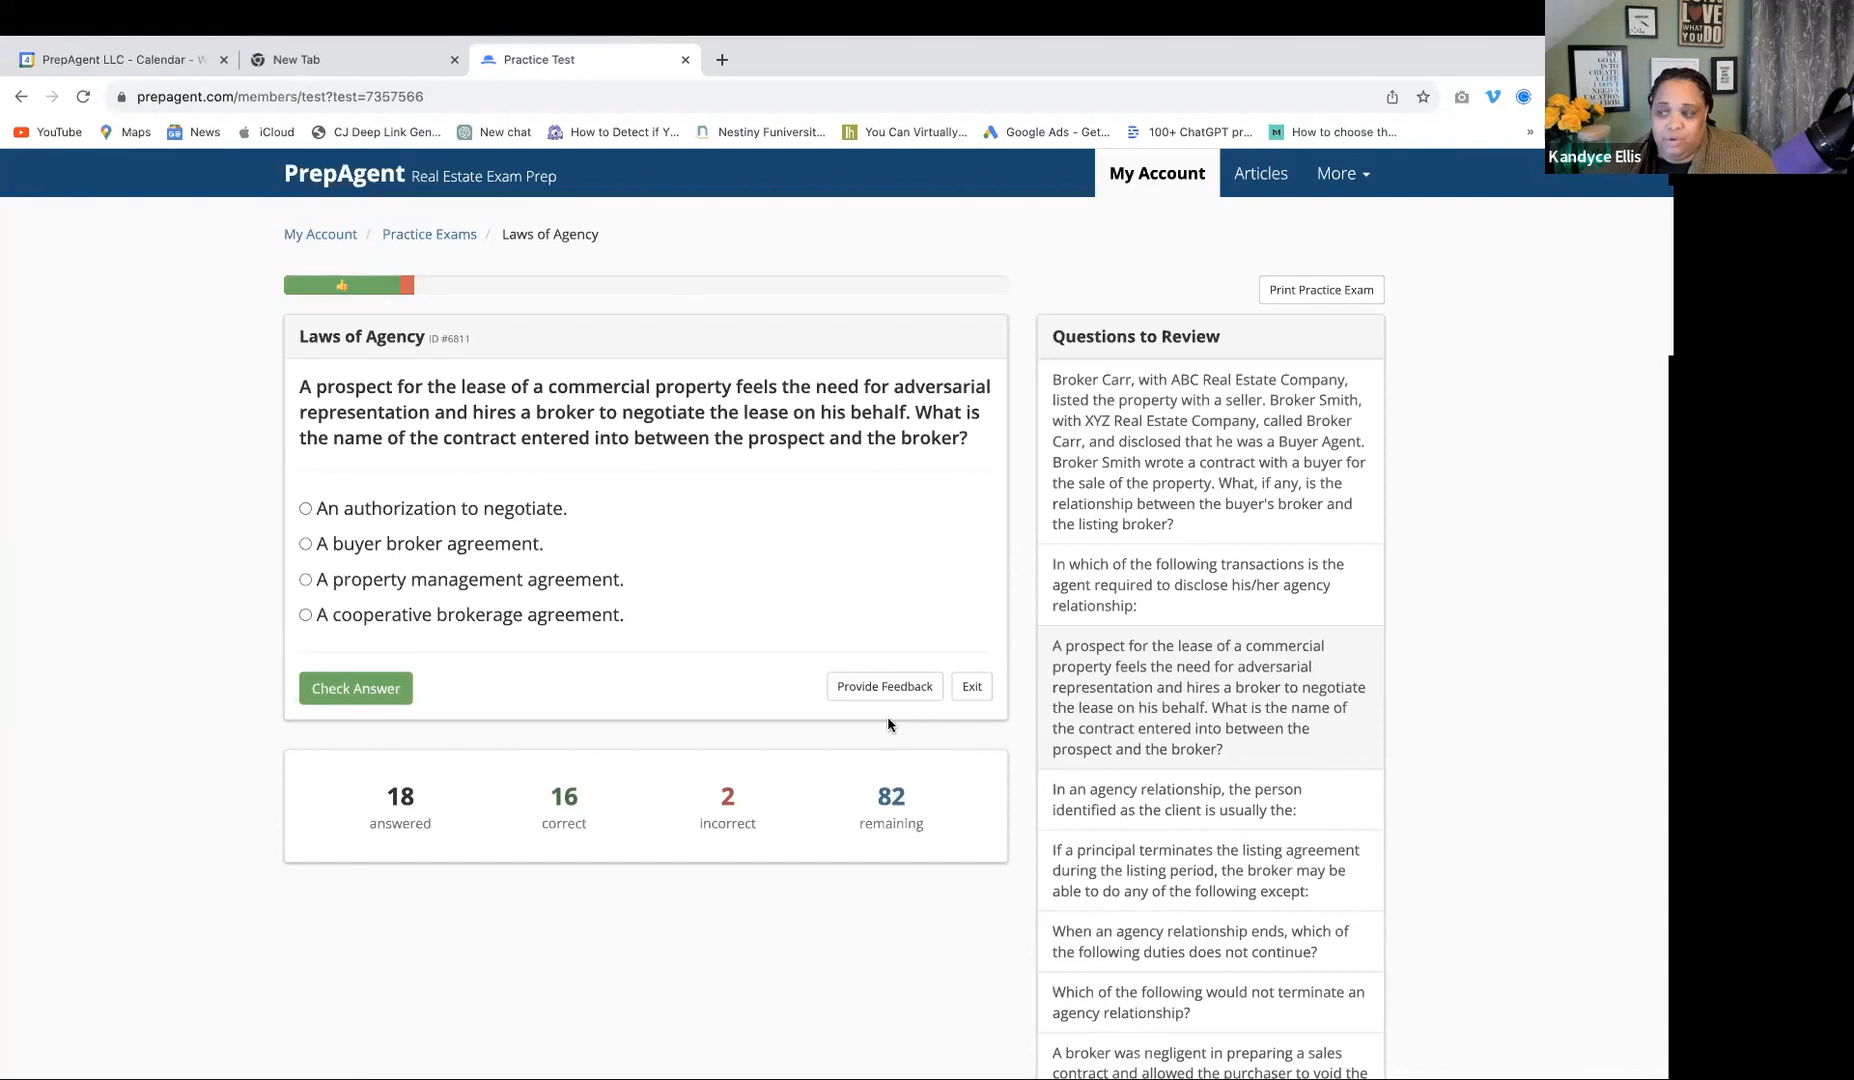 PrepAgent LLC - Calendar - W
New Tab
Practice Test
prepagent.com/members/test?test=7357566
YouTube
Maps
News
iCloud
CJ Deep Link Gen...
New chat
How to Detect if Y...
Nestiny Funiversit...
You Can Virtually...
Google Ads - Get...
100+ ChatGPT pr...
How to choose th...
»
LOVE
WHAT
YOU DO
MY
GOAL IS
TO CREATE
A LIFE
I DON'T
NEED A
VACATION
FROM.
Kandyce Ellis
PrepAgent Real Estate Exam Prep
My Account
Articles
More
My Account / Practice Exams / Laws of Agency
Print Practice Exam
Laws of Agency ID #6811
A prospect for the lease of a commercial property feels the need for adversarial
representation and hires a broker to negotiate the lease on his behalf. What is
the name of the contract entered into between the prospect and the broker?
An authorization to negotiate.
A buyer broker agreement.
A property management agreement.
A cooperative brokerage agreement.
Check Answer
Provide Feedback
Exit
18
answered
16
correct
2
incorrect
82
remaining
Questions to Review
Broker Carr, with ABC Real Estate Company,
listed the property with a seller. Broker Smith,
with XYZ Real Estate Company, called Broker
Carr, and disclosed that he was a Buyer Agent.
Broker Smith wrote a contract with a buyer for
the sale of the property. What, if any, is the
relationship between the buyer's broker and
the listing broker?
In which of the following transactions is the
agent required to disclose his/her agency
relationship:
A prospect for the lease of a commercial
property feels the need for adversarial
representation and hires a broker to negotiate
the lease on his behalf. What is the name of
the contract entered into between the
prospect and the broker?
In an agency relationship, the person
identified as the client is usually the:
If a principal terminates the listing agreement
during the listing period, the broker may be
able to do any of the following except:
When an agency relationship ends, which of
the following duties does not continue?
Which of the following would not terminate an
agency relationship?
A broker was negligent in preparing a sales
contract and allowed the purchaser to void the